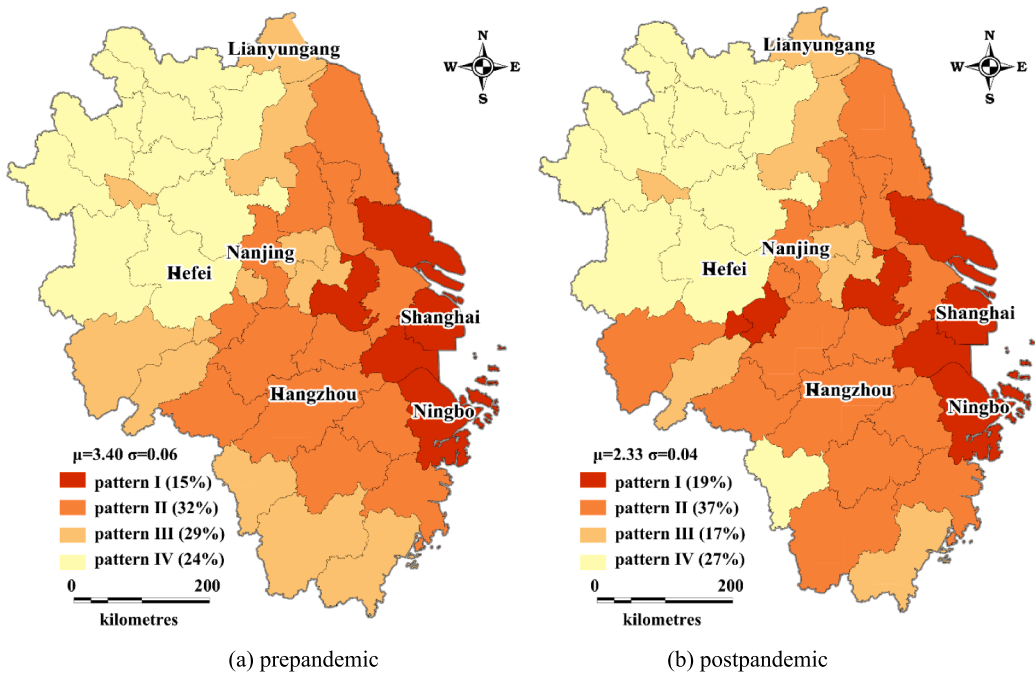 Lianyungang
N
W E
S
Nanjing
Hefei
Shanghai
Hangzhou
Ningbo
μ=3.40 σ=0.06
pattern I (15%)
pattern II (32%)
pattern III (29%)
pattern IV (24%)
0 200
kilometres
(a) prepandemic
Lianyungang
N
W E
S
Nanjing
Hefei
Shanghai
Hangzhou
Ningbo
μ=2.33 σ=0.04
pattern I (19%)
pattern II (37%)
pattern III (17%)
pattern IV (27%)
0 200
kilometres
(b) postpandemic